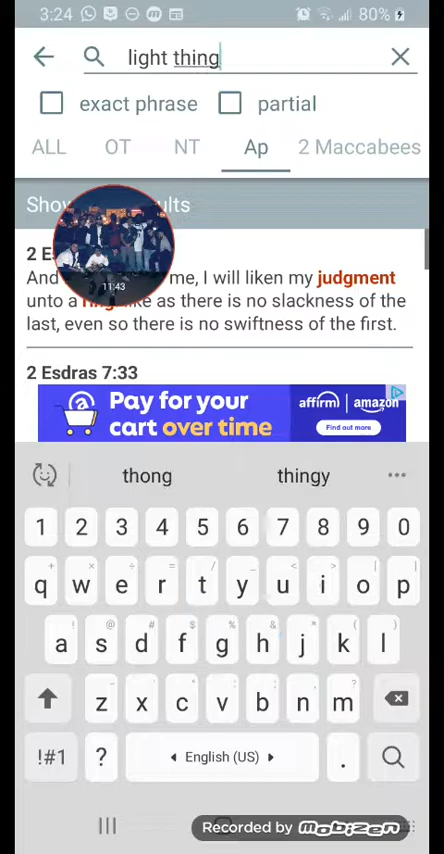 3:24 80%
light thing
exact phrase partial
ALL OT NT Ap 2 Maccabees
Sho ults
2 E
11:43
And me, I will liken my judgment
unto a ring like as there is no slackness of the
last, even so there is no swiftness of the first.
2 Esdras 7:33
Pay for your
cart over time
affirm | amazon
Find out more
thong thingy ...
1 2 3 4 5 6 7 8 9 0
+ × ÷ = / _ < > [ ]
q w e r t y u i o p
! @ # $ % ^ & * ( )
a s d f g h j k l
- ' " : ; , ?
z x c v b n m
!#1 ? English (US) .
Recorded by Mobizen